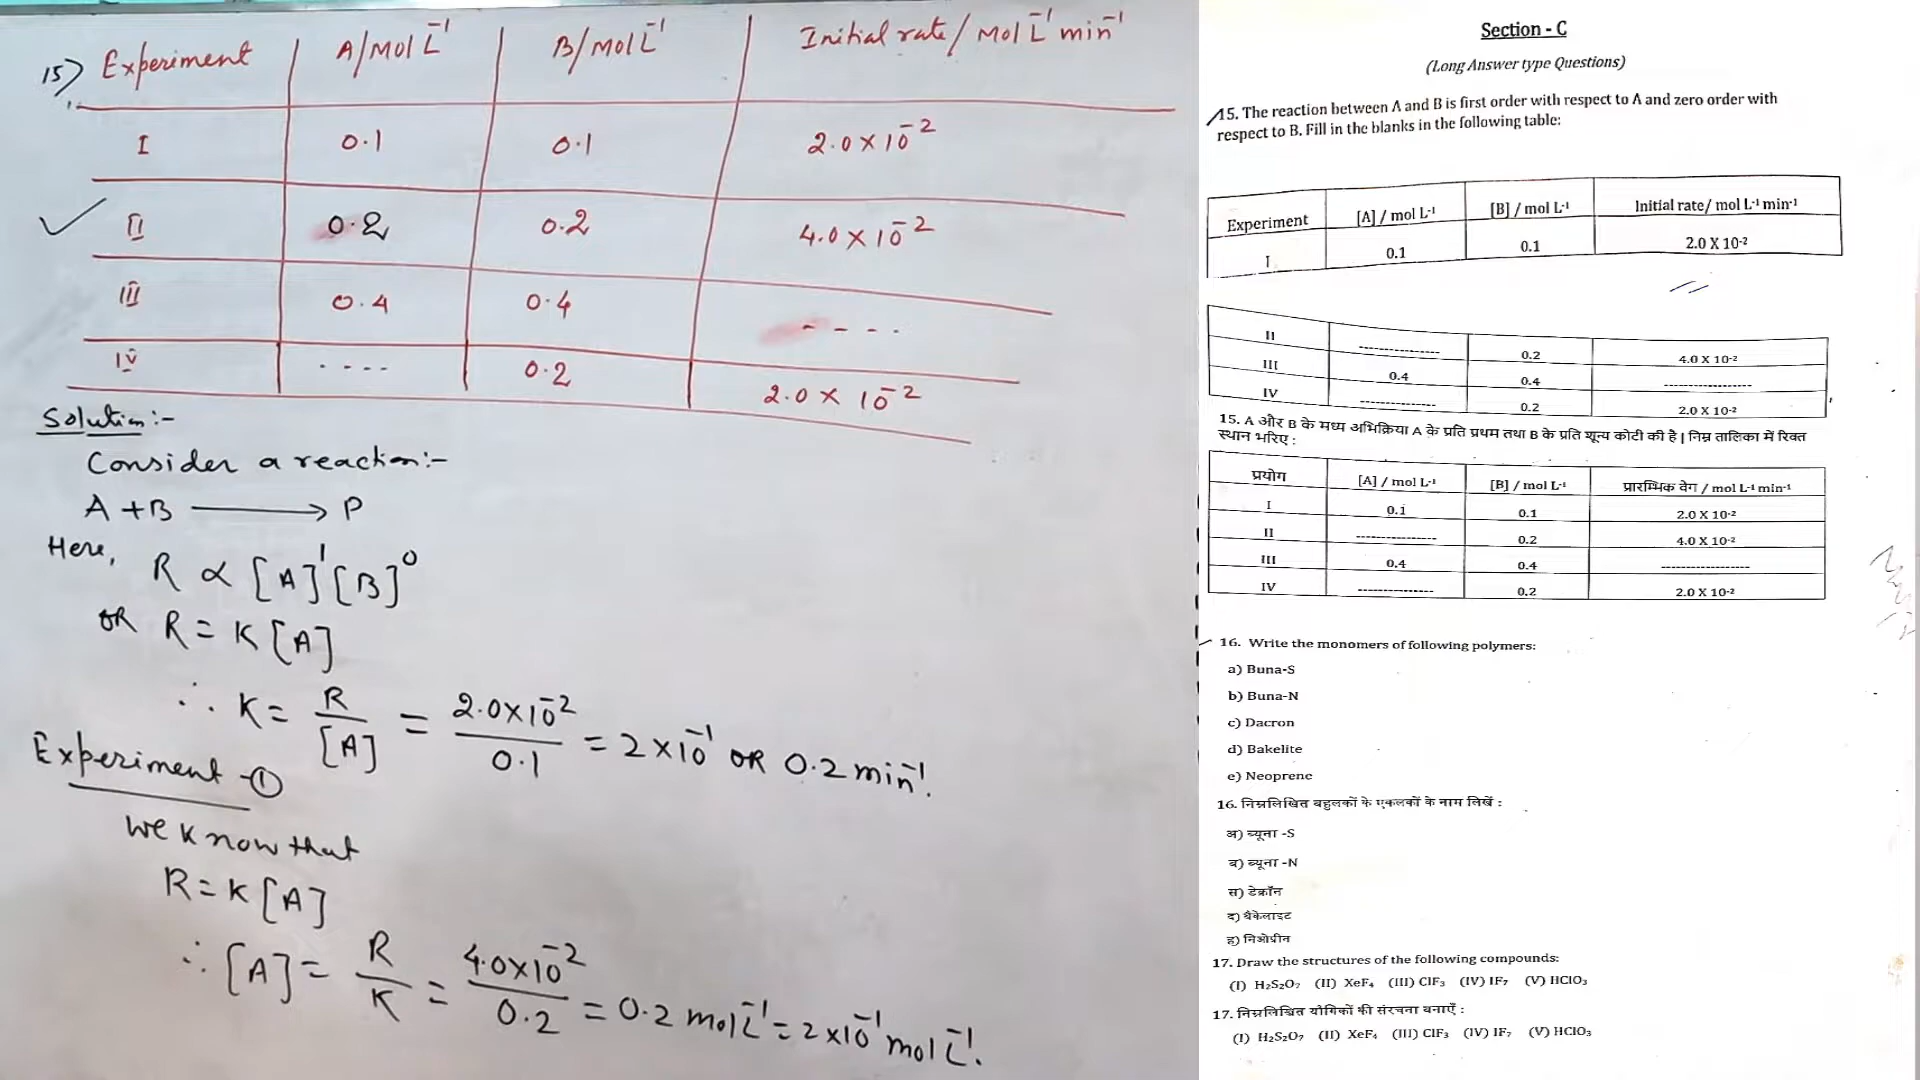 15) Experiment | A/Mol L⁻¹ | B/Mol L⁻¹ | Initial rate/Mol L⁻¹ min⁻¹
I | 0.1 | 0.1 | 2.0 × 10⁻²
II | 0.2 | 0.2 | 4.0 × 10⁻²
III | 0.4 | 0.4 | ----
IV | ---- | 0.2 | 2.0 × 10⁻²
Solution:-
Consider a reaction:-
A + B ⟶ P
Here,
R ∝ [A]¹[B]⁰
OR R = K[A]
∴ K = R/[A] = 2.0×10⁻²/0.1 = 2×10⁻¹ OR 0.2 min⁻¹.
Experiment-①
We know that
R = K[A]
∴ [A] = R/K = 4.0×10⁻²/0.2 = 0.2 mol L⁻¹ = 2×10⁻¹ mol L⁻¹.
Section - C
(Long Answer type Questions)
15. The reaction between A and B is first order with respect to A and zero order with
respect to B. Fill in the blanks in the following table:
Experiment | [A] / mol L⁻¹ | [B] / mol L⁻¹ | Initial rate/ mol L⁻¹ min⁻¹
I | 0.1 | 0.1 | 2.0 X 10⁻²
II | --------------- | 0.2 | 4.0 X 10⁻²
III | 0.4 | 0.4 | -----------------
IV | --------------- | 0.2 | 2.0 X 10⁻²
15. A और B के मध्य अभिक्रिया A के प्रति प्रथम तथा B के प्रति शून्य कोटी की है | निम्न तालिका में रिक्त
स्थान भरिए :
प्रयोग | [A] / mol L⁻¹ | [B] / mol L⁻¹ | प्रारम्भिक वेग / mol L⁻¹ min⁻¹
I | 0.1 | 0.1 | 2.0 X 10⁻²
II | --------------- | 0.2 | 4.0 X 10⁻²
III | 0.4 | 0.4 | -----------------
IV | --------------- | 0.2 | 2.0 X 10⁻²
16. Write the monomers of following polymers:
a) Buna-S
b) Buna-N
c) Dacron
d) Bakelite
e) Neoprene
16. निम्नलिखित बहुलकों के एकलकों के नाम लिखें :
अ) ब्यूना -S
ब) ब्यूना -N
स) डेक्रॉन
द) बैकेलाइट
ह) निओप्रीन
17. Draw the structures of the following compounds:
(I) H₂S₂O₇ (II) XeF₄ (III) ClF₃ (IV) IF₇ (V) HClO₃
17. निम्नलिखित यौगिकों की संरचना बनाएँ :
(I) H₂S₂O₇ (II) XeF₄ (III) ClF₃ (IV) IF₇ (V) HClO₃